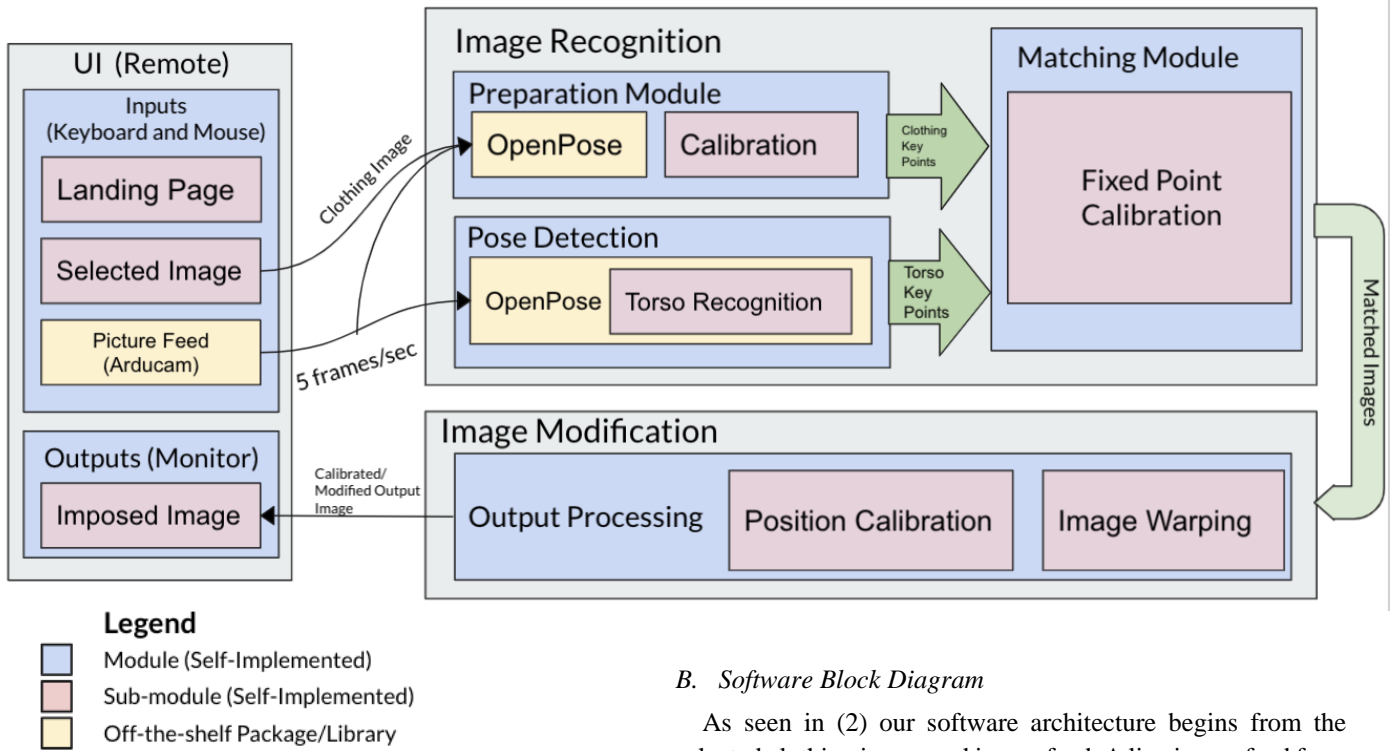 UI (Remote)
Inputs
(Keyboard and Mouse)
Landing Page
Selected Image
Picture Feed
(Arducam)
Outputs (Monitor)
Imposed Image
Clothing Image
5 frames/sec
Calibrated/
Modified Output
Image
Image Recognition
Preparation Module
OpenPose
Calibration
Pose Detection
OpenPose
Torso Recognition
Clothing
Key
Points
Torso
Key
Points
Matching Module
Fixed Point
Calibration
Matched Images
Image Modification
Output Processing
Position Calibration
Image Warping
Legend
Module (Self-Implemented)
Sub-module (Self-Implemented)
Off-the-shelf Package/Library
B. Software Block Diagram
As seen in (2) our software architecture begins from the